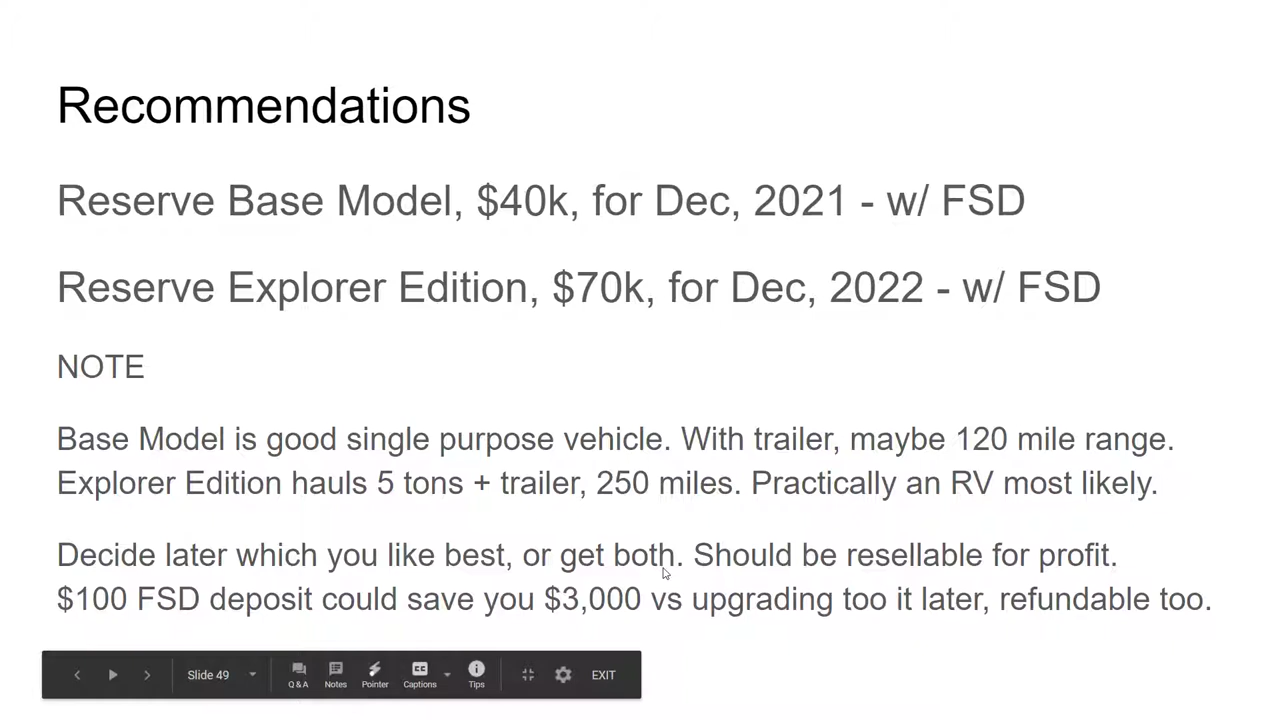 Recommendations
Reserve Base Model, $40k, for Dec, 2021 - w/ FSD
Reserve Explorer Edition, $70k, for Dec, 2022 - w/ FSD
NOTE
Base Model is good single purpose vehicle. With trailer, maybe 120 mile range.
Explorer Edition hauls 5 tons + trailer, 250 miles. Practically an RV most likely.
Decide later which you like best, or get both. Should be resellable for profit.
$100 FSD deposit could save you $3,000 vs upgrading too it later, refundable too.
Slide 49 Q & A Notes Pointer Captions Tips EXIT